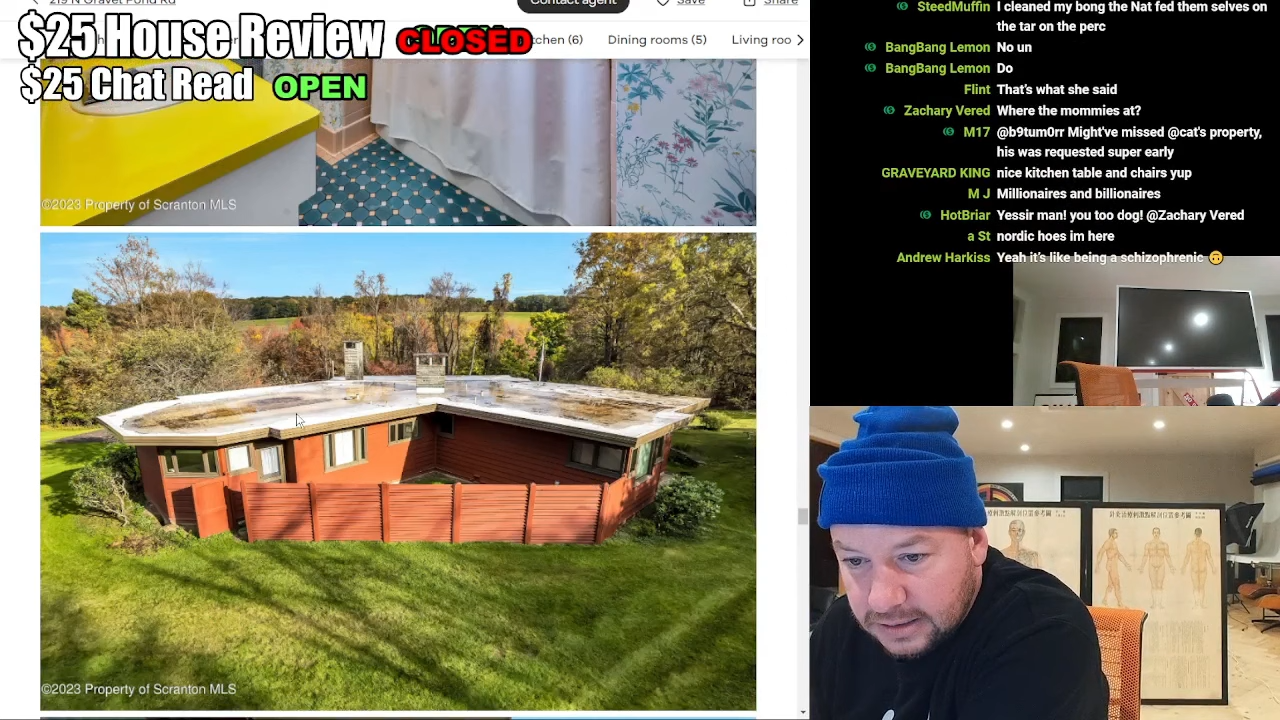 219 N Gravel Pond Rd
Contact agent
Save
Share
$25 House Review CLOSED
tchen (6)
Dining rooms (5)
Living roo
$25 Chat Read OPEN
©2023 Property of Scranton MLS
©2023 Property of Scranton MLS
SteedMuffin I cleaned my bong the Nat fed them selves on
the tar on the perc
BangBang Lemon No un
BangBang Lemon Do
Flint That's what she said
Zachary Vered Where the mommies at?
M17 @b9tum0rr Might've missed @cat's property,
his was requested super early
GRAVEYARD KING nice kitchen table and chairs yup
M J Millionaires and billionaires
HotBriar Yessir man! you too dog! @Zachary Vered
a St nordic hoes im here
Andrew Harkiss Yeah it's like being a schizophrenic 🙃